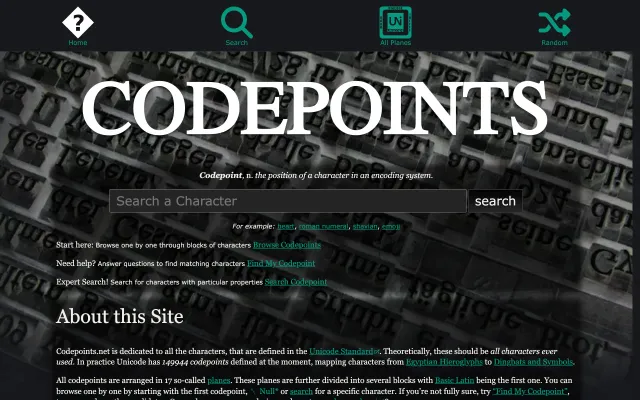 Home
Search
All Planes
Random
CODEPOINTS
Codepoint, n. the position of a character in an encoding system.
Search a Character
search
For example: heart, roman numeral, shavian, emoji
Start here: Browse one by one through blocks of characters Browse Codepoints
Need help? Answer questions to find matching characters Find My Codepoint
Expert Search! Search for characters with particular properties Search Codepoint
About this Site
Codepoints.net is dedicated to all the characters, that are defined in the Unicode Standard. Theoretically, these should be all characters ever
used. In practice Unicode has 149944 codepoints defined at the moment, mapping characters from Egyptian Hieroglyphs to Dingbats and Symbols.
All codepoints are arranged in 17 so-called planes. These planes are further divided into several blocks with Basic Latin being the first one. You can
browse one by one by starting with the first codepoint, Null* or search for a specific character. If you're not fully sure, try "Find My Codepoint",